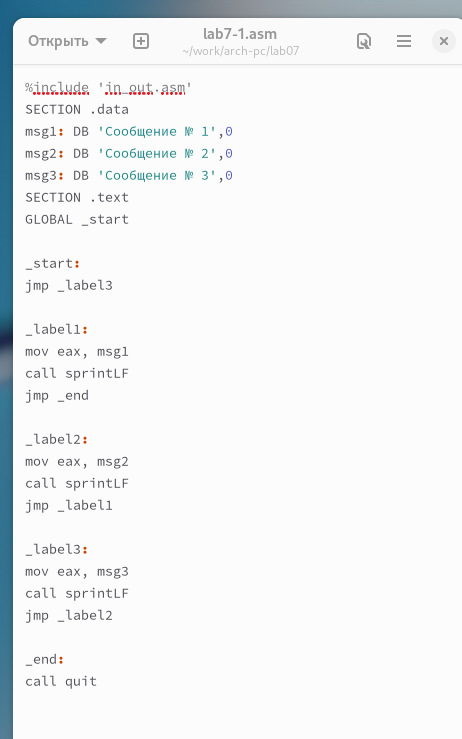 Открыть
lab7-1.asm
~/work/arch-pc/lab07
%include 'in_out.asm'
SECTION .data
msg1: DB 'Сообщение № 1',0
msg2: DB 'Сообщение № 2',0
msg3: DB 'Сообщение № 3',0
SECTION .text
GLOBAL _start
_start:
jmp _label3
_label1:
mov eax, msg1
call sprintLF
jmp _end
_label2:
mov eax, msg2
call sprintLF
jmp _label1
_label3:
mov eax, msg3
call sprintLF
jmp _label2
_end:
call quit